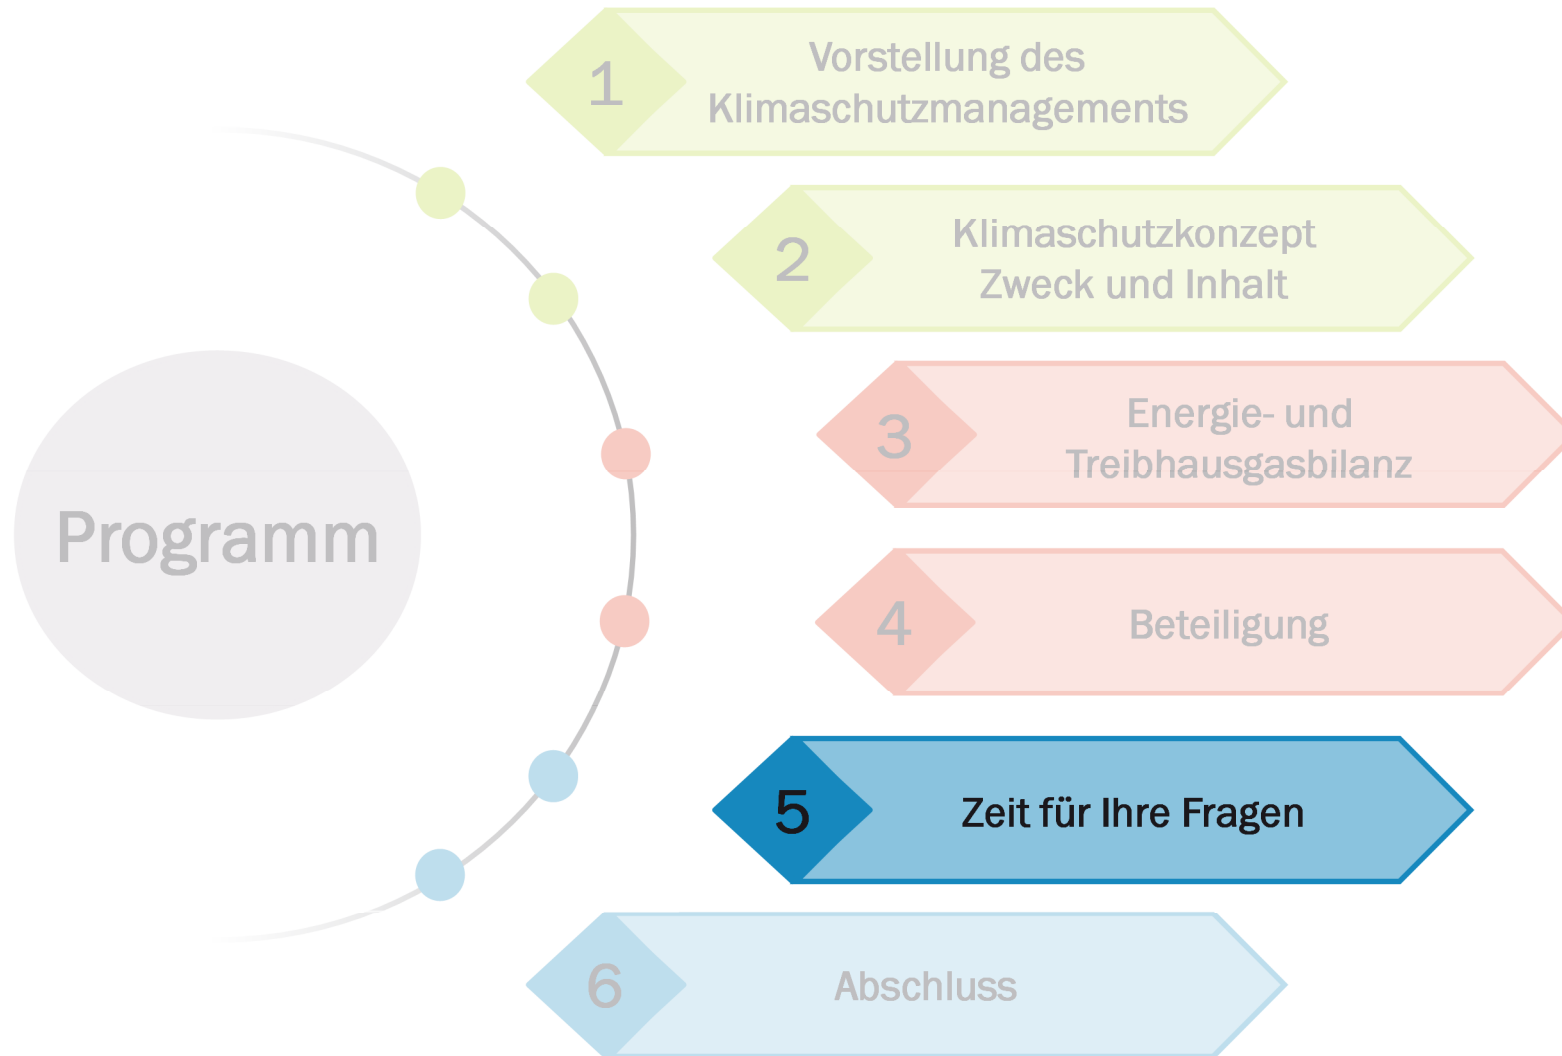 Programm
1
Vorstellung des
Klimaschutzmanagements
2
Klimaschutzkonzept
Zweck und Inhalt
3
Energie- und
Treibhausgasbilanz
4
Beteiligung
5
Zeit für Ihre Fragen
6
Abschluss